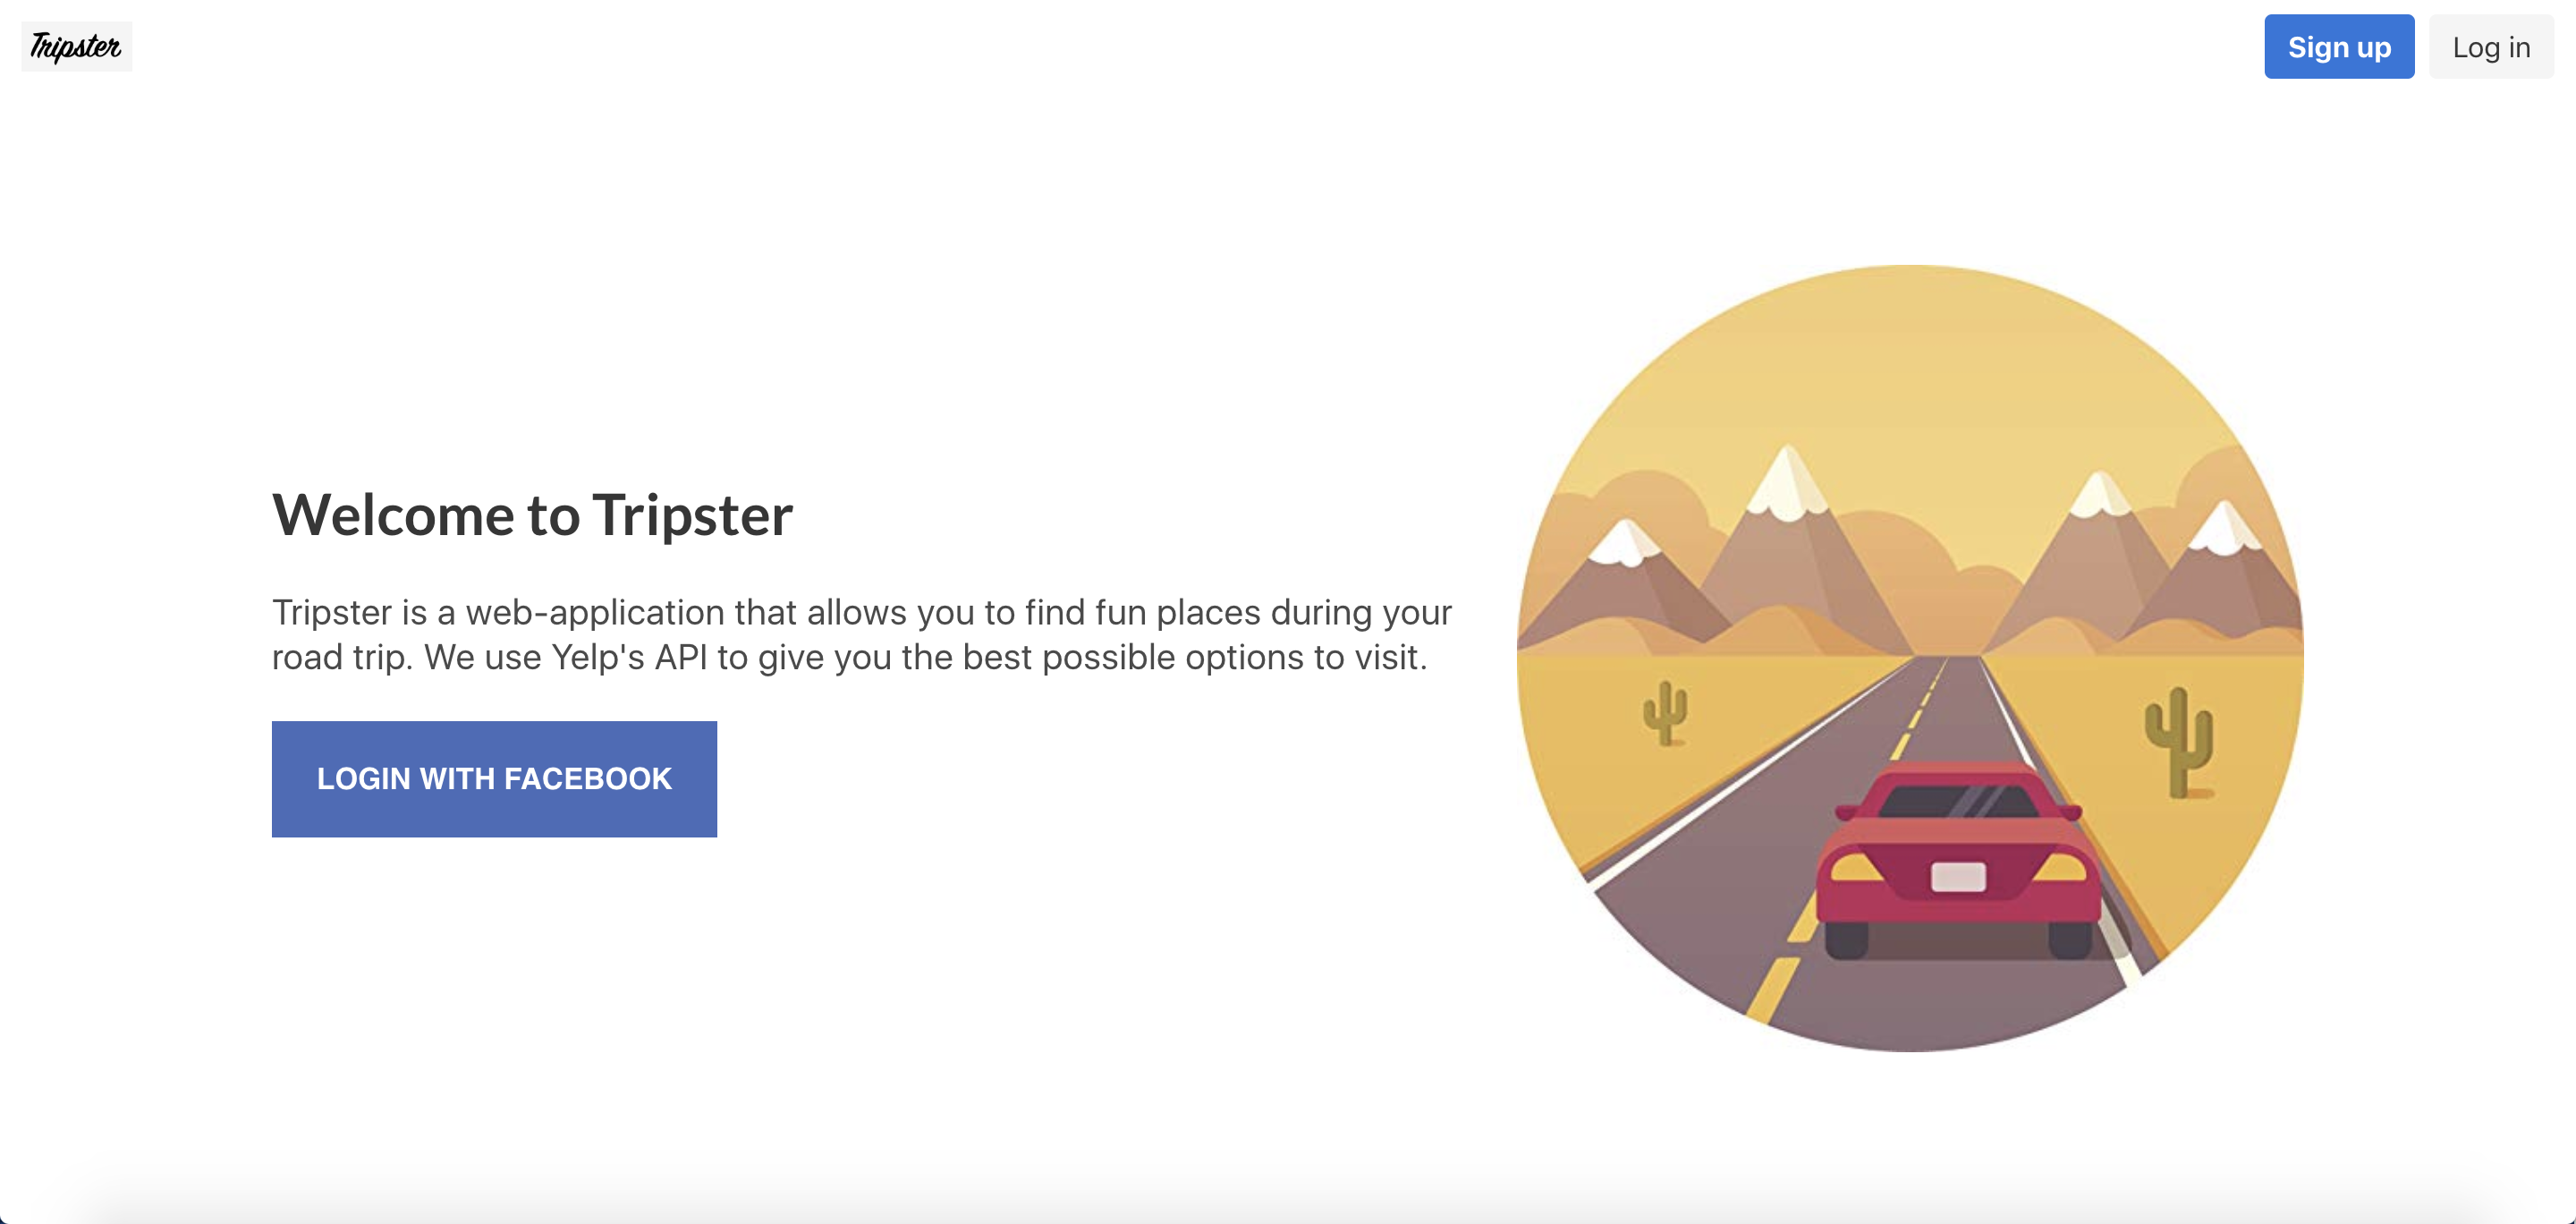 Tripster
Sign up
Log in
Welcome to Tripster
Tripster is a web-application that allows you to find fun places during your
road trip. We use Yelp's API to give you the best possible options to visit.
LOGIN WITH FACEBOOK